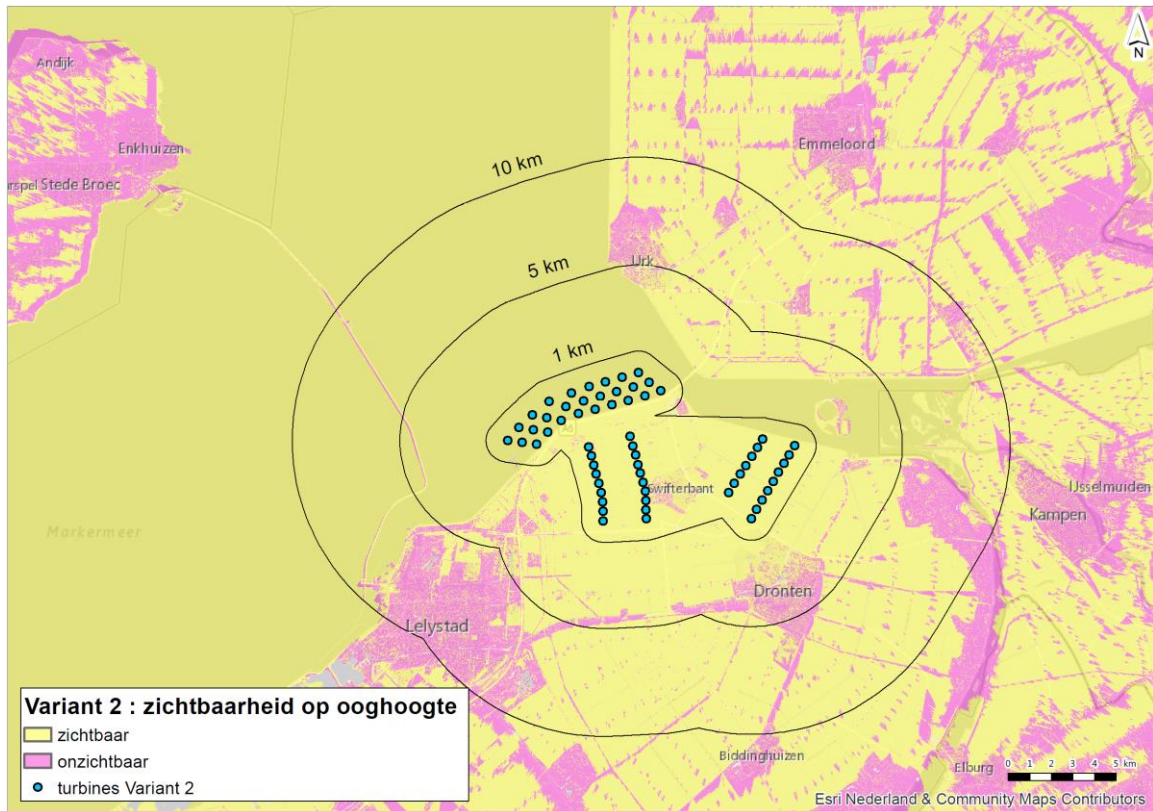 N
Andijk
Enkhuizen
arspel Stede Broec
Emmeloord
10 km
Urk
5 km
1 km
Swifterbant
IJsselmuiden
Kampen
Markermeer
Dronten
Lelystad
Biddinghuizen
Elburg
Variant 2 : zichtbaarheid op ooghoogte
zichtbaar
onzichtbaar
turbines Variant 2
0 1 2 3 4 5 km
Esri Nederland & Community Maps Contributors